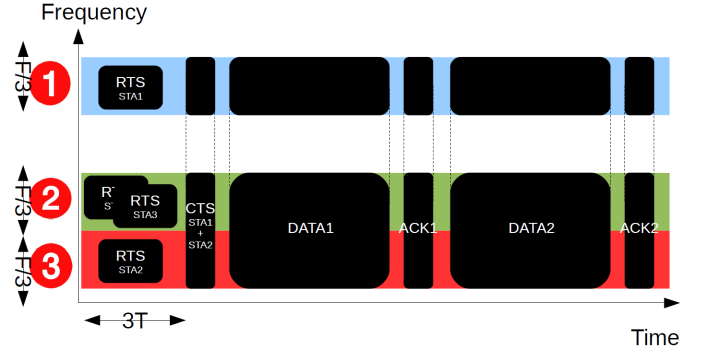 Frequency
F/3
1
RTS
STA1
F/3
2
RTS
STA3
CTS
STA1
+
STA2
DATA1
ACK1
DATA2
ACK2
F/3
3
RTS
STA2
3T
Time